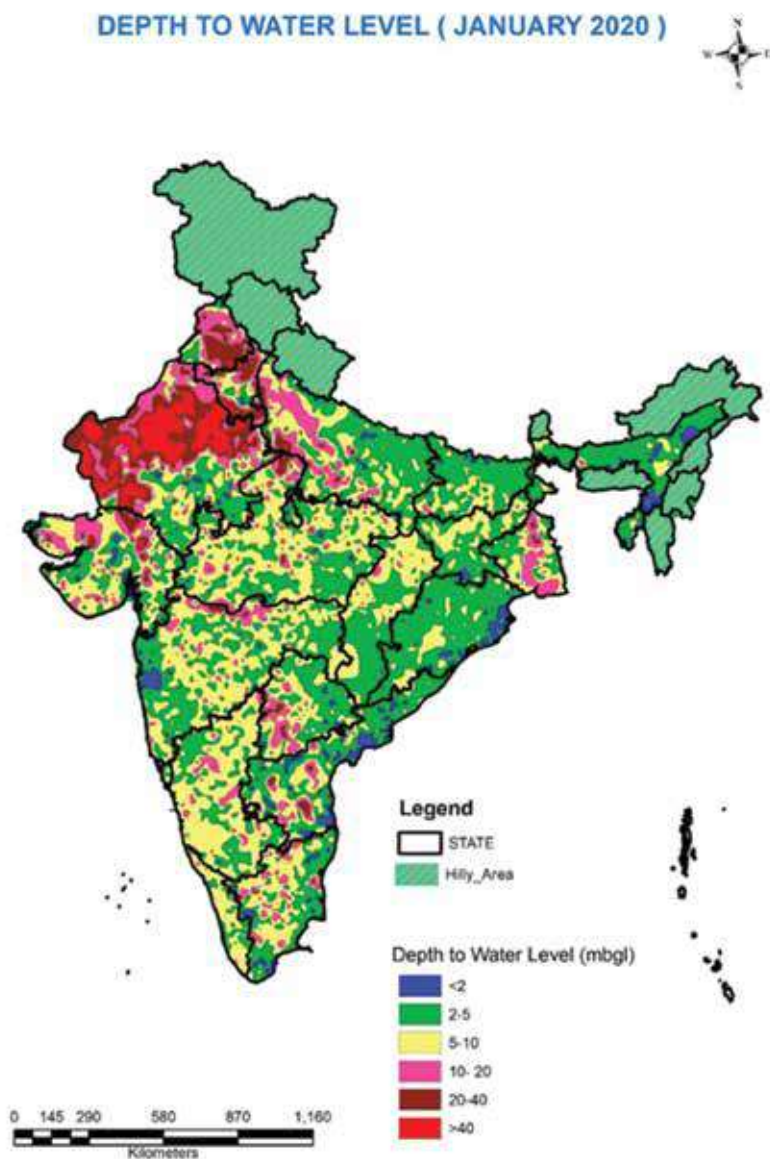 DEPTH TO WATER LEVEL ( JANUARY 2020 )
N
W E
S
Legend
STATE
Hilly_Area
Depth to Water Level (mbgl)
<2
2-5
5-10
10- 20
20-40
>40
0 145 290 580 870 1,160
Kilometers